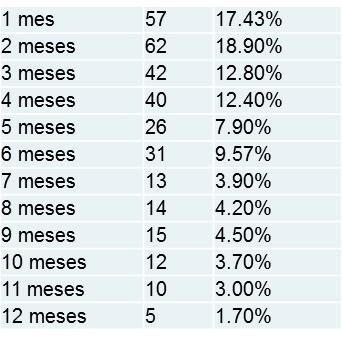 1 mes 57 17.43%
2 meses 62 18.90%
3 meses 42 12.80%
4 meses 40 12.40%
5 meses 26 7.90%
6 meses 31 9.57%
7 meses 13 3.90%
8 meses 14 4.20%
9 meses 15 4.50%
10 meses 12 3.70%
11 meses 10 3.00%
12 meses 5 1.70%